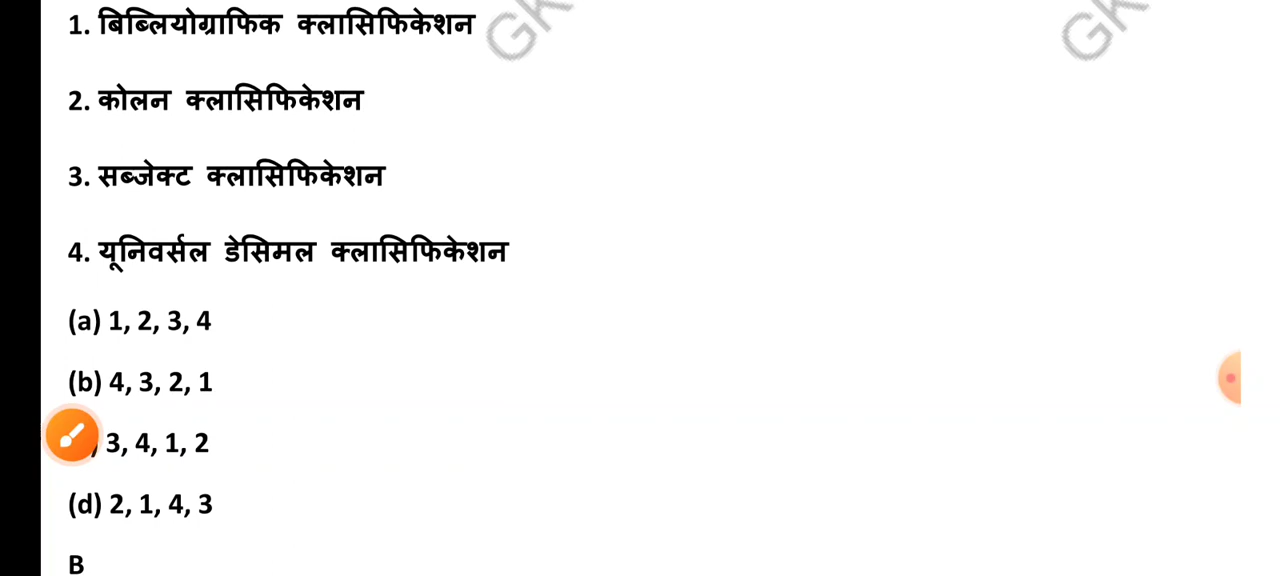 1. बिब्लियोग्राफिक क्लासिफिकेशन
2. कोलन क्लासिफिकेशन
3. सब्जेक्ट क्लासिफिकेशन
4. यूनिवर्सल डेसिमल क्लासिफिकेशन
(a) 1, 2, 3, 4
(b) 4, 3, 2, 1
) 3, 4, 1, 2
(d) 2, 1, 4, 3
B